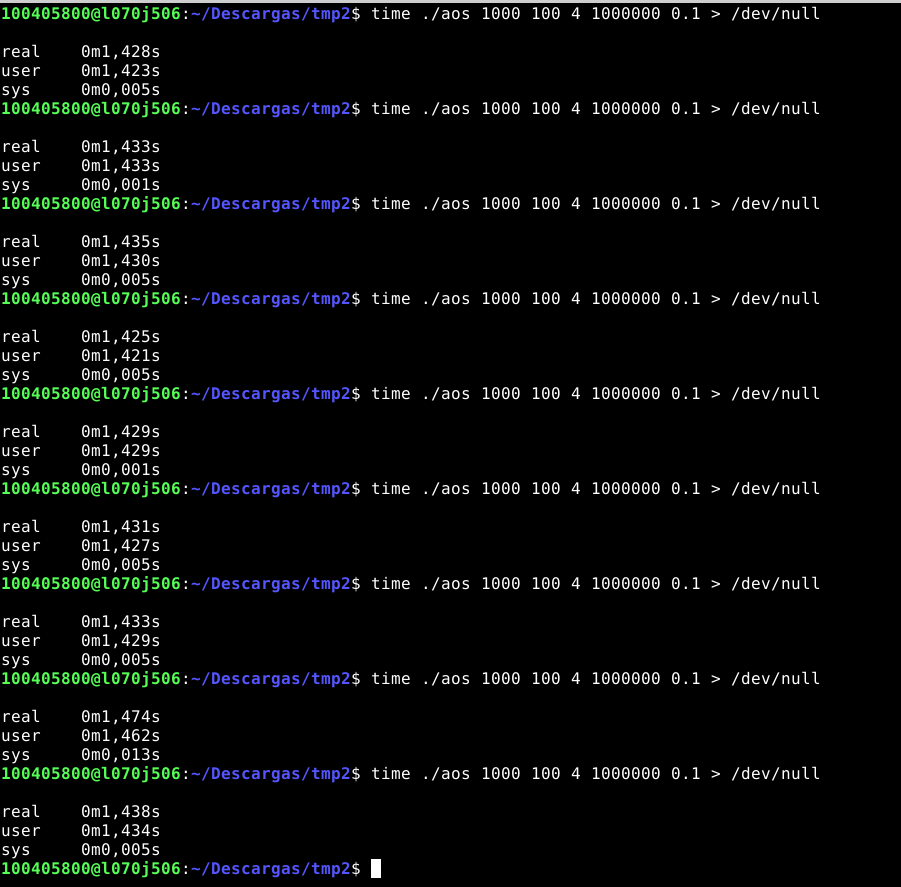 100405800@l070j506:~/Descargas/tmp2$ time ./aos 1000 100 4 1000000 0.1 > /dev/null
real    0m1,428s
user    0m1,423s
sys     0m0,005s
100405800@l070j506:~/Descargas/tmp2$ time ./aos 1000 100 4 1000000 0.1 > /dev/null
real    0m1,433s
user    0m1,433s
sys     0m0,001s
100405800@l070j506:~/Descargas/tmp2$ time ./aos 1000 100 4 1000000 0.1 > /dev/null
real    0m1,435s
user    0m1,430s
sys     0m0,005s
100405800@l070j506:~/Descargas/tmp2$ time ./aos 1000 100 4 1000000 0.1 > /dev/null
real    0m1,425s
user    0m1,421s
sys     0m0,005s
100405800@l070j506:~/Descargas/tmp2$ time ./aos 1000 100 4 1000000 0.1 > /dev/null
real    0m1,429s
user    0m1,429s
sys     0m0,001s
100405800@l070j506:~/Descargas/tmp2$ time ./aos 1000 100 4 1000000 0.1 > /dev/null
real    0m1,431s
user    0m1,427s
sys     0m0,005s
100405800@l070j506:~/Descargas/tmp2$ time ./aos 1000 100 4 1000000 0.1 > /dev/null
real    0m1,433s
user    0m1,429s
sys     0m0,005s
100405800@l070j506:~/Descargas/tmp2$ time ./aos 1000 100 4 1000000 0.1 > /dev/null
real    0m1,474s
user    0m1,462s
sys     0m0,013s
100405800@l070j506:~/Descargas/tmp2$ time ./aos 1000 100 4 1000000 0.1 > /dev/null
real    0m1,438s
user    0m1,434s
sys     0m0,005s
100405800@l070j506:~/Descargas/tmp2$